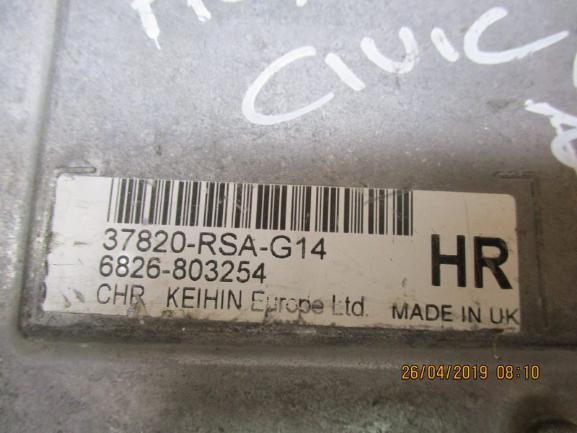 CIVIC
37820-RSA-G14
6826-803254
HR
CHR KEIHIN Europe Ltd. MADE IN UK
26/04/2019 08:10